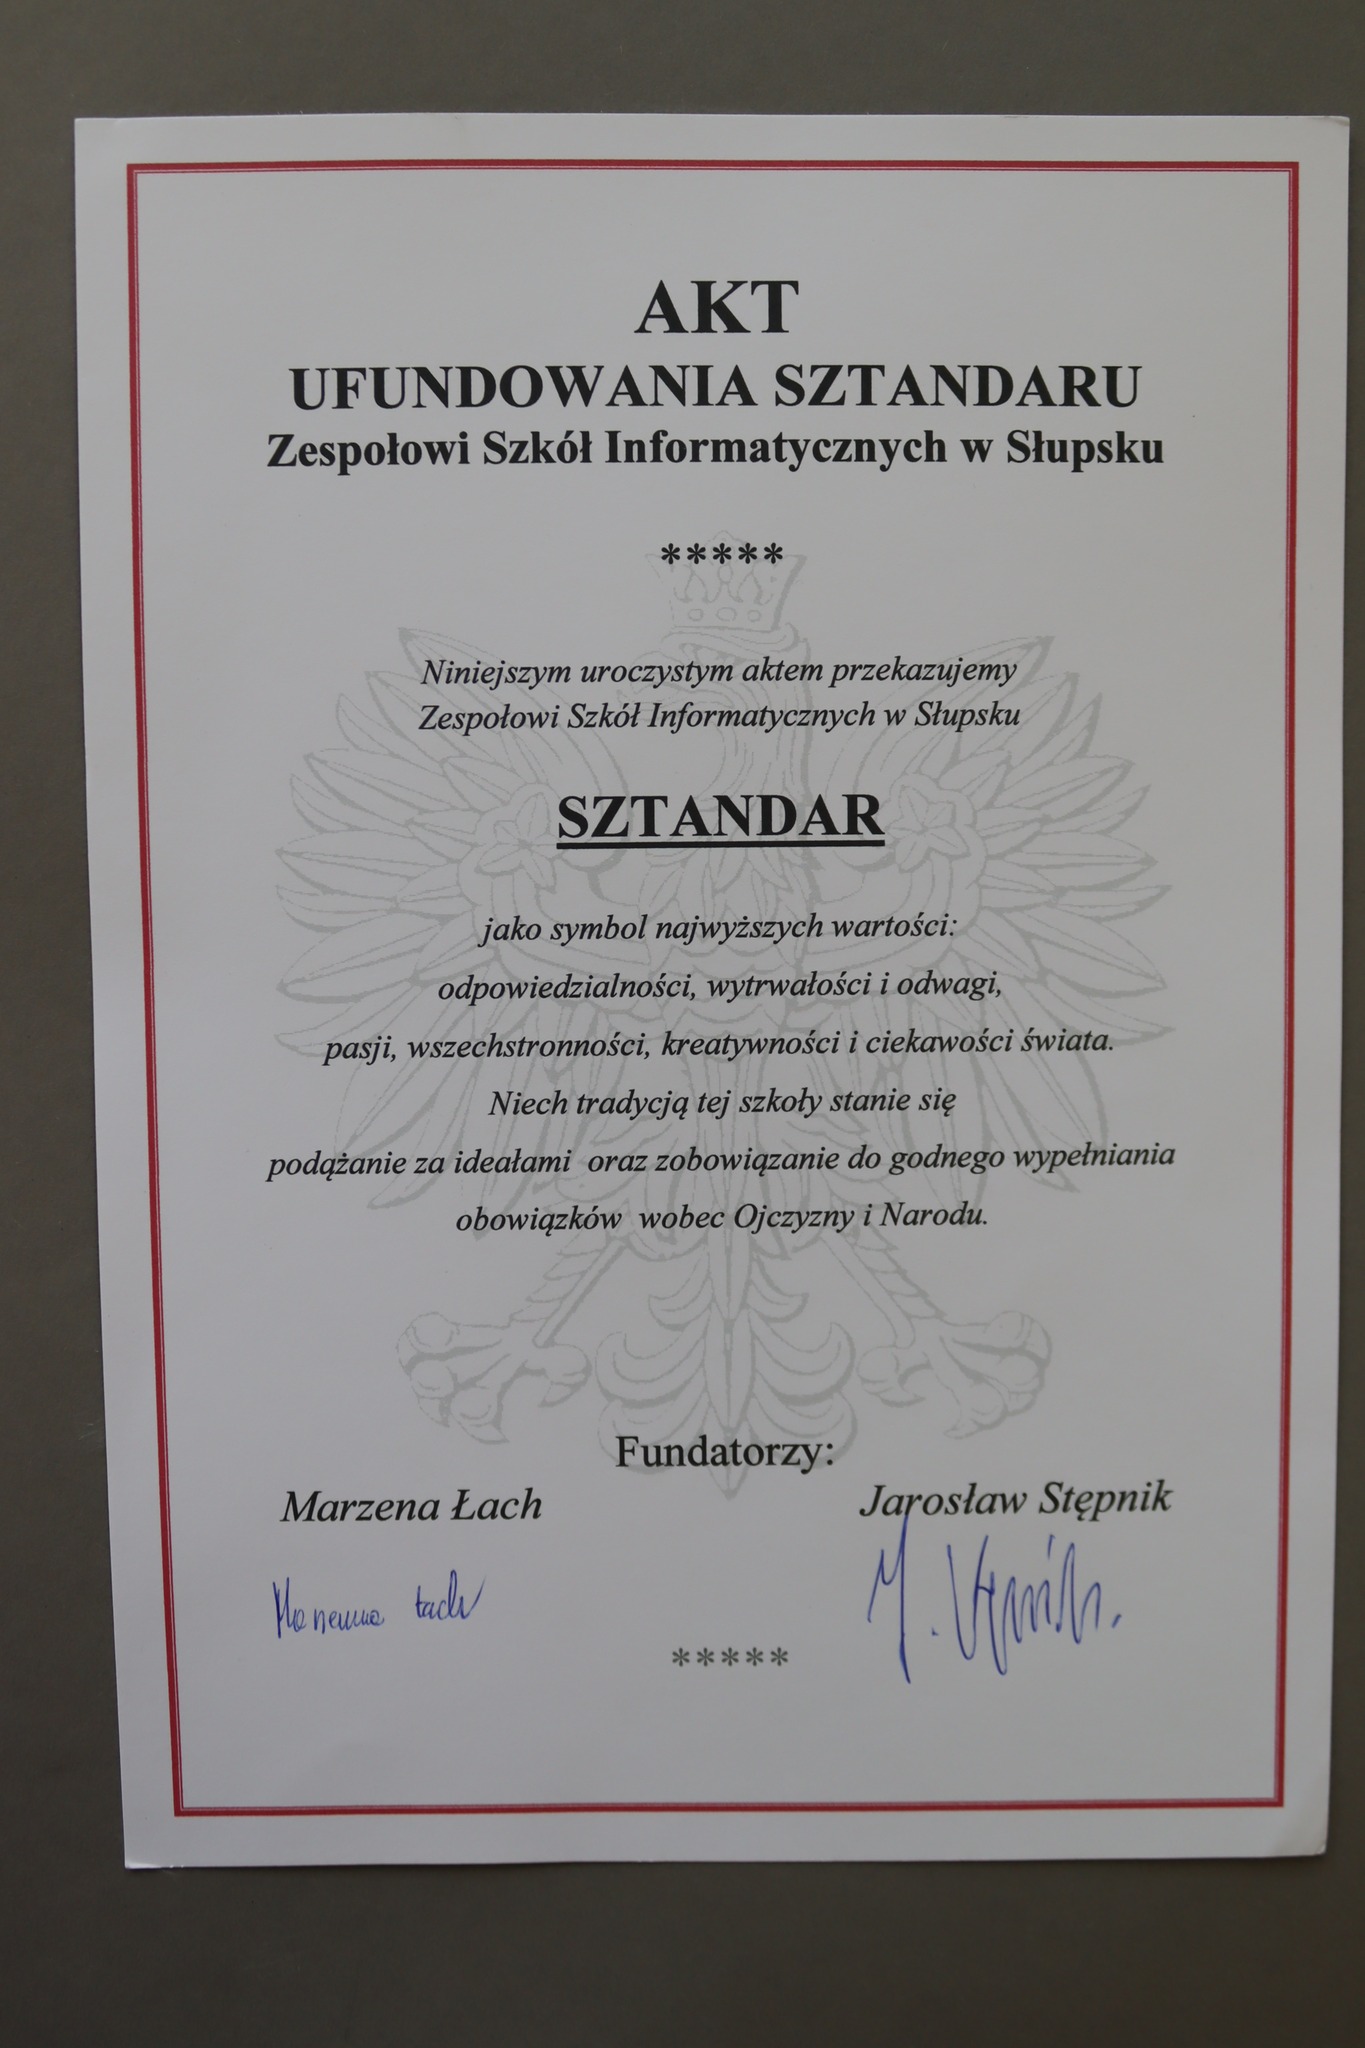 AKT
UFUNDOWANIA SZTANDARU
Zespołowi Szkół Informatycznych w Słupsku
*****
Niniejszym uroczystym aktem przekazujemy
Zespołowi Szkół Informatycznych w Słupsku
SZTANDAR
jako symbol najwyższych wartości:
odpowiedzialności, wytrwałości i odwagi,
pasji, wszechstronności, kreatywności i ciekawości świata.
Niech tradycją tej szkoły stanie się
podążanie za ideałami oraz zobowiązanie do godnego wypełniania
obowiązków wobec Ojczyzny i Narodu.
Fundatorzy:
Marzena Łach Jarosław Stępnik
Marzena Łach
*****